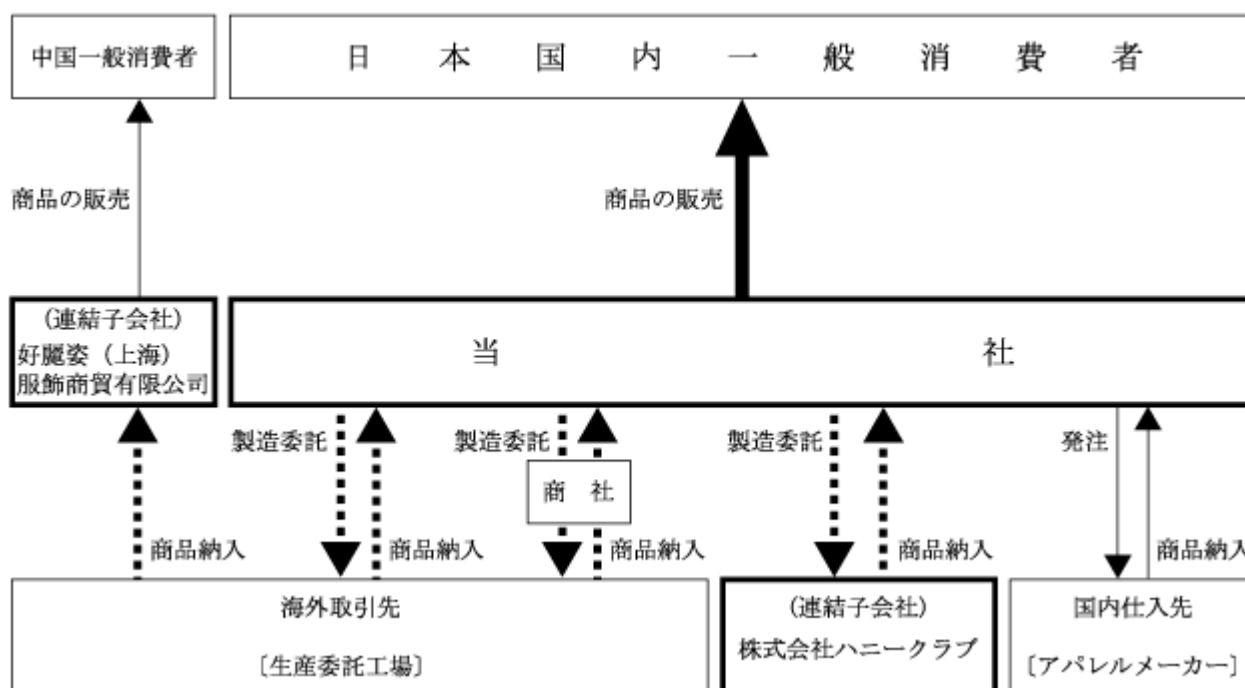 中国一般消費者
日本国内一般消費者
商品の販売
商品の販売
(連結子会社)
好麗姿（上海）
服飾商貿有限公司
当社
製造委託
製造委託
製造委託
発注
商社
商品納入
商品納入
商品納入
商品納入
商品納入
海外取引先
〔生産委託工場〕
(連結子会社)
株式会社ハニークラブ
国内仕入先
〔アパレルメーカー〕